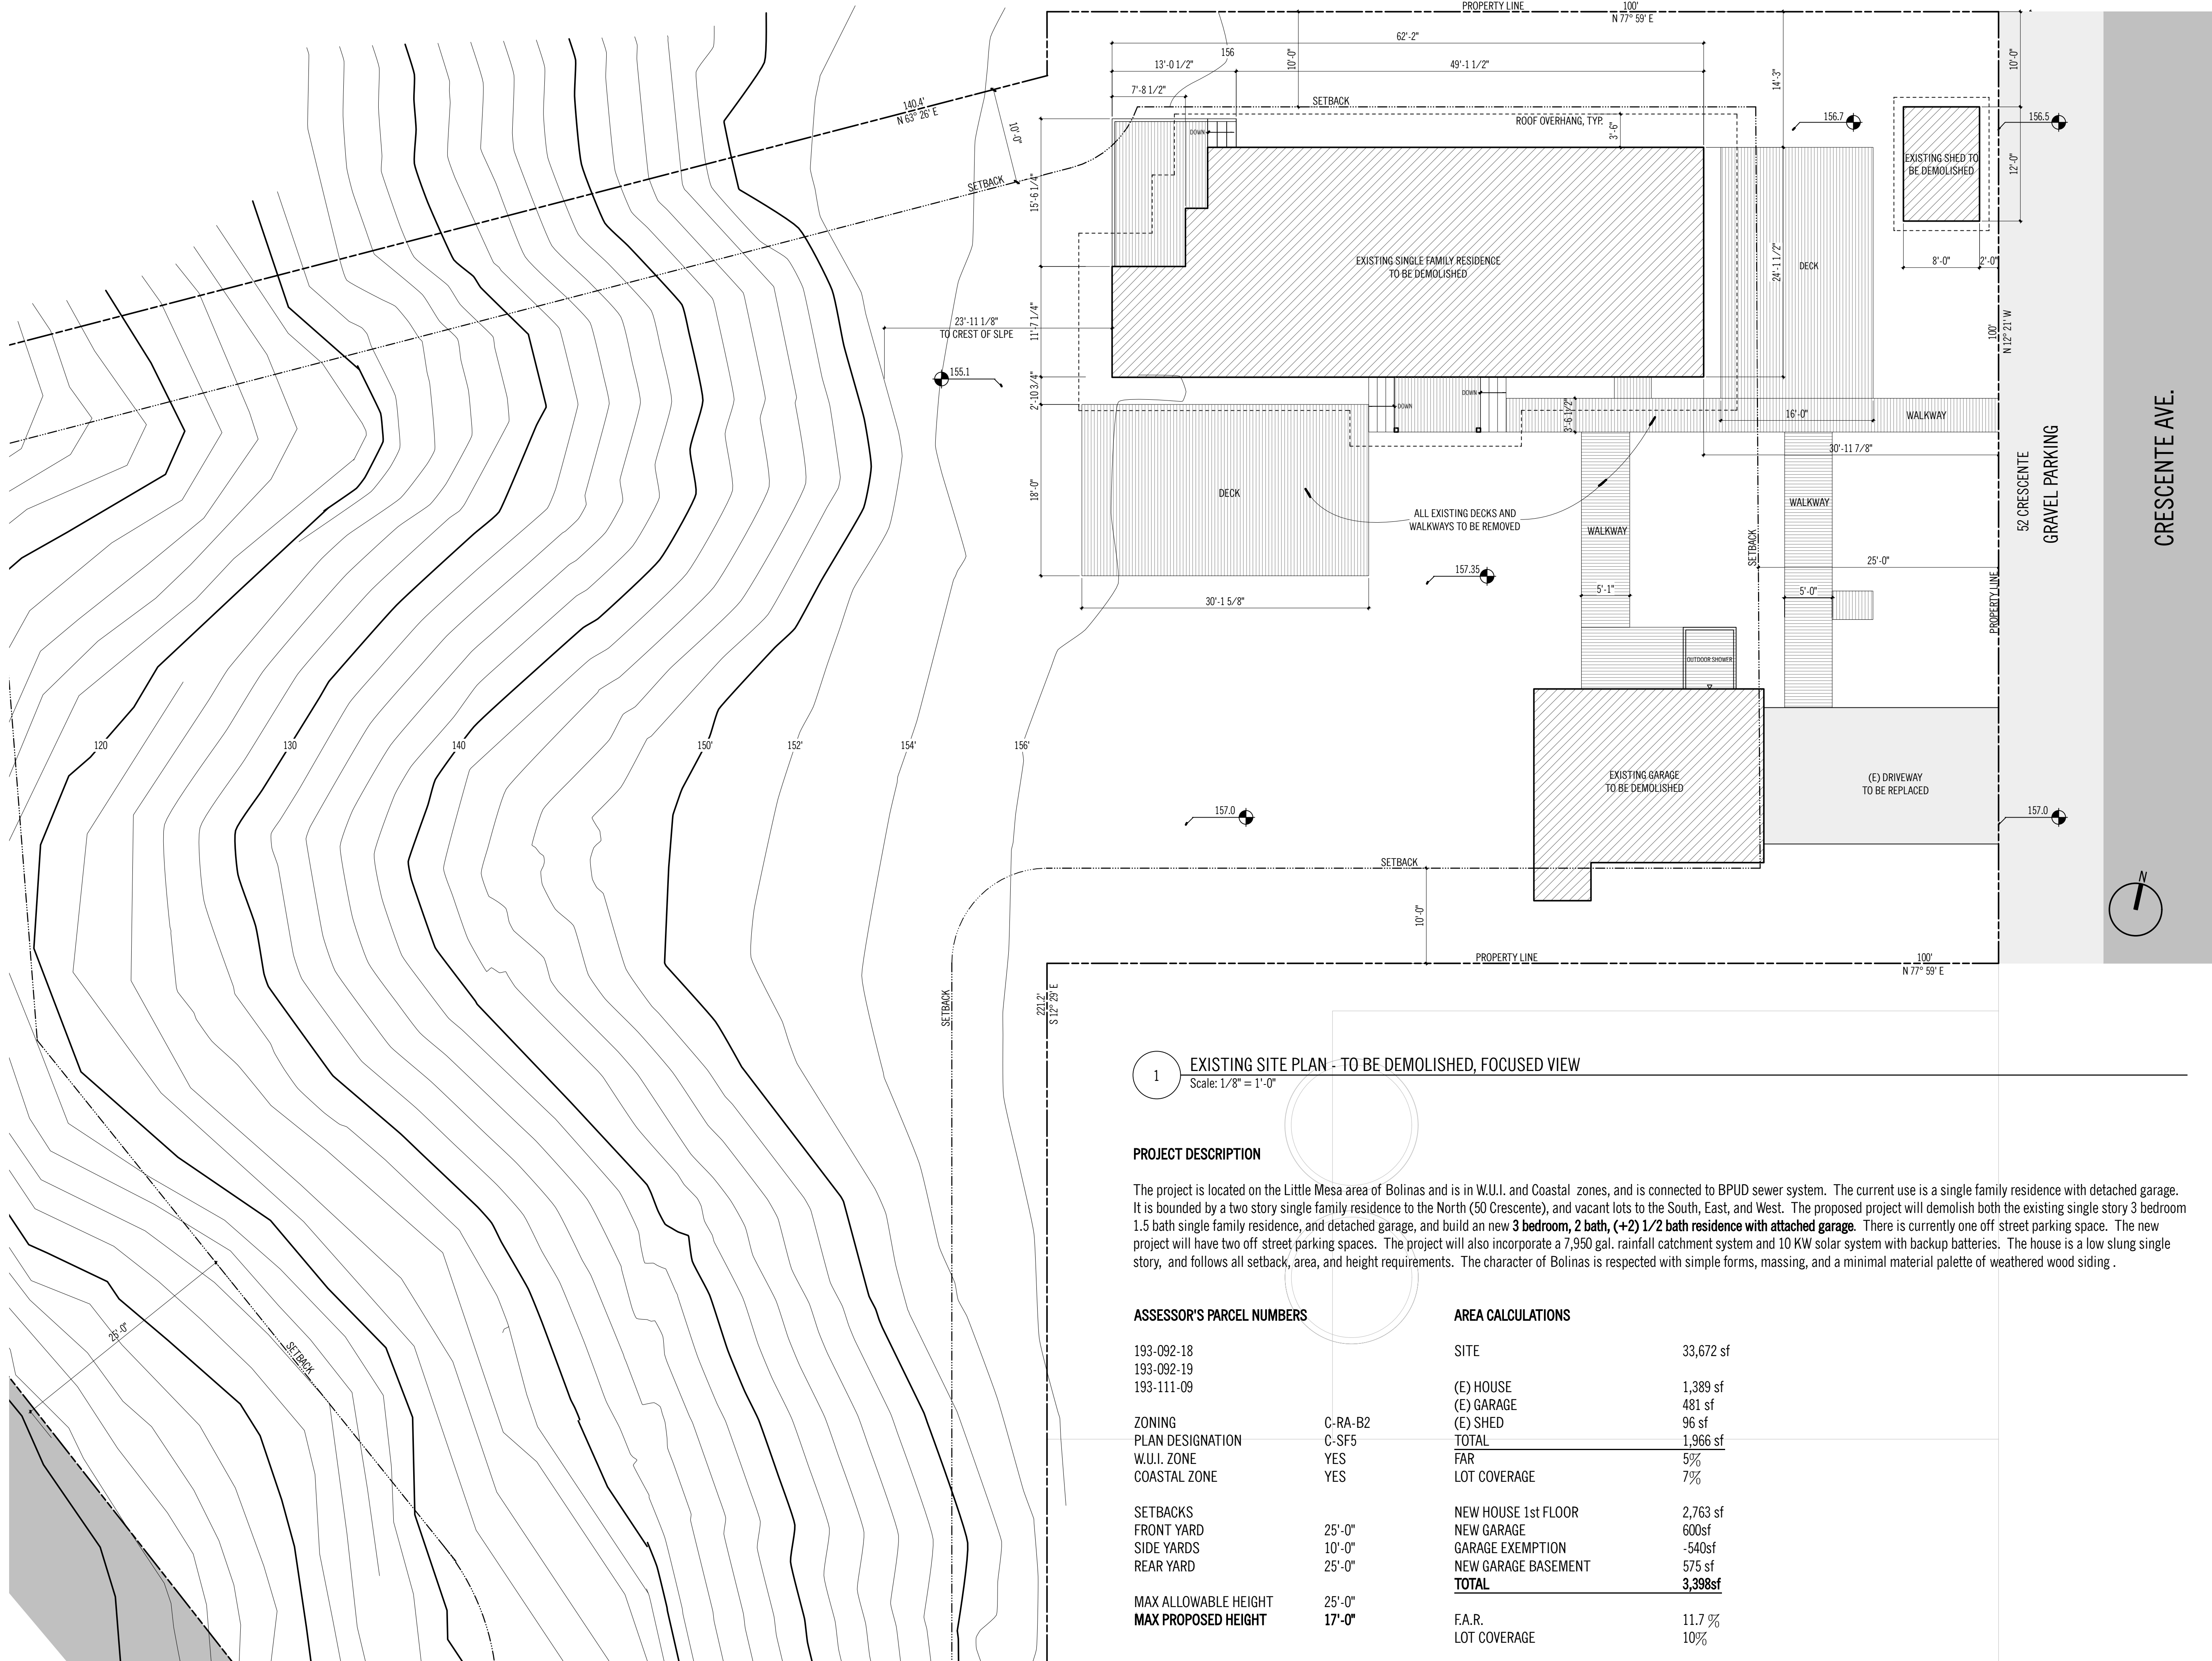 PROPERTY LINE
100'
N 77° 59' E
62'-2"
156
10'-0"
13'-0 1/2"
49'-1 1/2"
14'-3"
10'-0"
7'-8 1/2"
140.4'
N 63° 26' E
10'-0"
SETBACK
ROOF OVERHANG, TYP.
3'-6"
DOWN
156.7
156.5
EXISTING SHED TO
BE DEMOLISHED
12'-0"
SETBACK
15'-6 1/4"
EXISTING SINGLE FAMILY RESIDENCE
TO BE DEMOLISHED
24'-1 1/2"
DECK
8'-0"
2'-0"
23'-11 1/8"
TO CREST OF SLPE
11'-7 1/4"
100'
N 12° 21' W
155.1
2'-10 3/4"
DOWN
DOWN
3'-6 1/2"
16'-0"
WALKWAY
30'-11 7/8"
CRESCENTE AVE.
52 CRESCENTE
GRAVEL PARKING
18'-0"
DECK
ALL EXISTING DECKS AND
WALKWAYS TO BE REMOVED
WALKWAY
WALKWAY
SETBACK
25'-0"
157.35
5'-1"
5'-0"
30'-1 5/8"
PROPERTY LINE
OUTDOOR SHOWER
120
130
140
150'
152'
154'
156'
EXISTING GARAGE
TO BE DEMOLISHED
(E) DRIVEWAY
TO BE REPLACED
157.0
157.0
SETBACK
10'-0"
N
PROPERTY LINE
100'
N 77° 59' E
SETBACK
221.2'
S 12° 29' E
1
EXISTING SITE PLAN - TO BE DEMOLISHED, FOCUSED VIEW
Scale: 1/8" = 1'-0"
PROJECT DESCRIPTION
The project is located on the Little Mesa area of Bolinas and is in W.U.I. and Coastal zones, and is connected to BPUD sewer system. The current use is a single family residence with detached garage.
It is bounded by a two story single family residence to the North (50 Crescente), and vacant lots to the South, East, and West. The proposed project will demolish both the existing single story 3 bedroom
1.5 bath single family residence, and detached garage, and build an new 3 bedroom, 2 bath, (+2) 1/2 bath residence with attached garage. There is currently one off street parking space. The new
project will have two off street parking spaces. The project will also incorporate a 7,950 gal. rainfall catchment system and 10 KW solar system with backup batteries. The house is a low slung single
story, and follows all setback, area, and height requirements. The character of Bolinas is respected with simple forms, massing, and a minimal material palette of weathered wood siding .
25'-0"
SETBACK
ASSESSOR'S PARCEL NUMBERS
193-092-18
193-092-19
193-111-09
ZONING C-RA-B2
PLAN DESIGNATION C-SF5
W.U.I. ZONE YES
COASTAL ZONE YES
SETBACKS
FRONT YARD 25'-0"
SIDE YARDS 10'-0"
REAR YARD 25'-0"
MAX ALLOWABLE HEIGHT 25'-0"
MAX PROPOSED HEIGHT 17'-0"
AREA CALCULATIONS
SITE 33,672 sf
(E) HOUSE 1,389 sf
(E) GARAGE 481 sf
(E) SHED 96 sf
TOTAL 1,966 sf
FAR 5%
LOT COVERAGE 7%
NEW HOUSE 1st FLOOR 2,763 sf
NEW GARAGE 600sf
GARAGE EXEMPTION -540sf
NEW GARAGE BASEMENT 575 sf
TOTAL 3,398sf
F.A.R. 11.7 %
LOT COVERAGE 10%